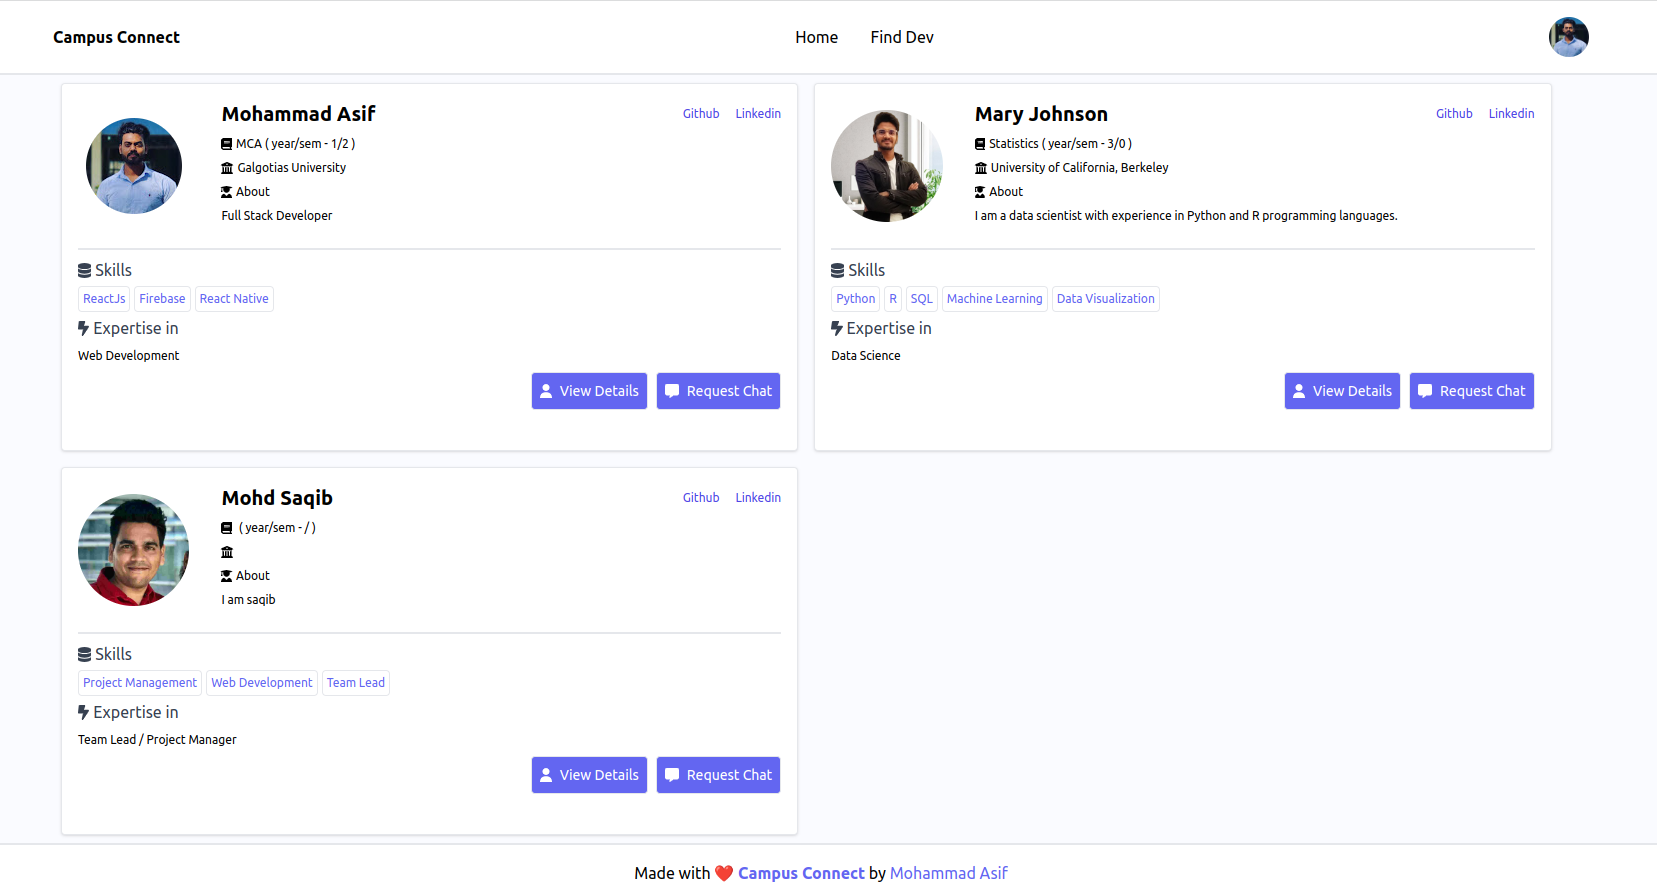 Campus Connect
Home
Find Dev
Mohammad Asif
Github
Linkedin
MCA ( year/sem - 1/2 )
Galgotias University
About
Full Stack Developer
Skills
ReactJs
Firebase
React Native
Expertise in
Web Development
View Details
Request Chat
Mary Johnson
Github
Linkedin
Statistics ( year/sem - 3/0 )
University of California, Berkeley
About
I am a data scientist with experience in Python and R programming languages.
Skills
Python
R
SQL
Machine Learning
Data Visualization
Expertise in
Data Science
View Details
Request Chat
Mohd Saqib
Github
Linkedin
( year/sem - / )
About
I am saqib
Skills
Project Management
Web Development
Team Lead
Expertise in
Team Lead / Project Manager
View Details
Request Chat
Made with ❤️ Campus Connect by Mohammad Asif